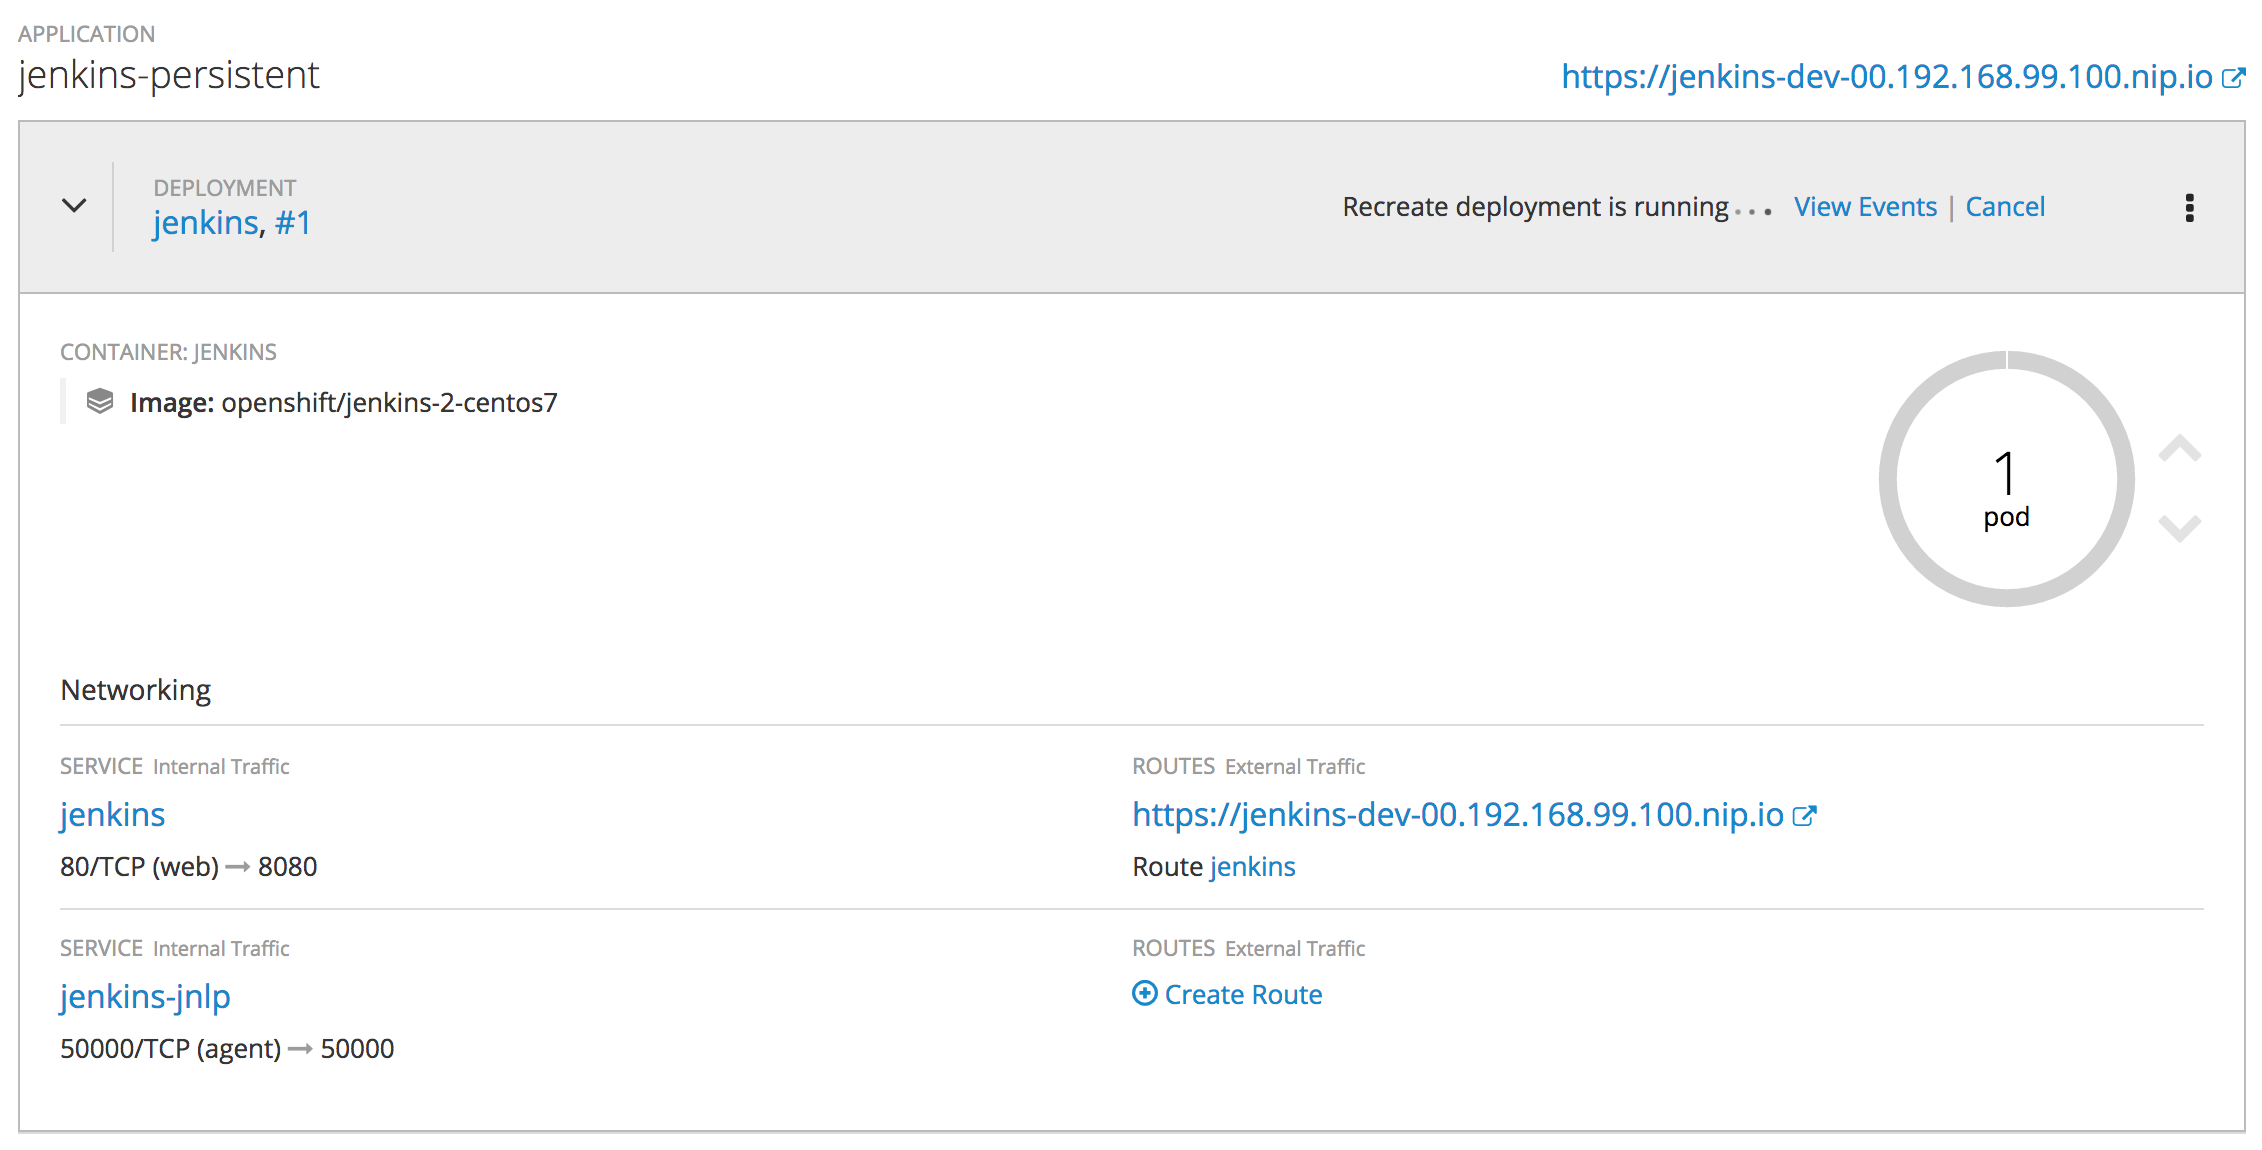 APPLICATION
jenkins-persistent
https://jenkins-dev-00.192.168.99.100.nip.io
DEPLOYMENT
jenkins, #1
Recreate deployment is running... View Events | Cancel
CONTAINER: JENKINS
Image: openshift/jenkins-2-centos7
1
pod
Networking
SERVICE Internal Traffic
jenkins
80/TCP (web) → 8080
ROUTES External Traffic
https://jenkins-dev-00.192.168.99.100.nip.io
Route jenkins
SERVICE Internal Traffic
jenkins-jnlp
50000/TCP (agent) → 50000
ROUTES External Traffic
Create Route